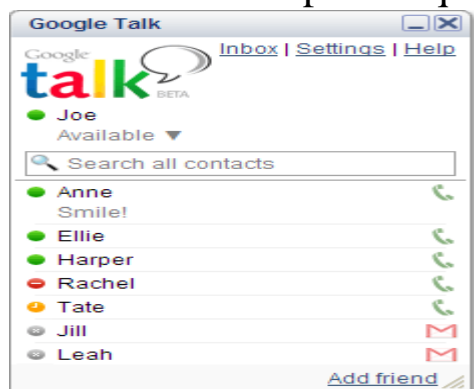 Google Talk
Inbox | Settings | Help
Google
talk
BETA
Joe
Available
Search all contacts
Anne
Smile!
Ellie
Harper
Rachel
Tate
Jill
Leah
Add friend